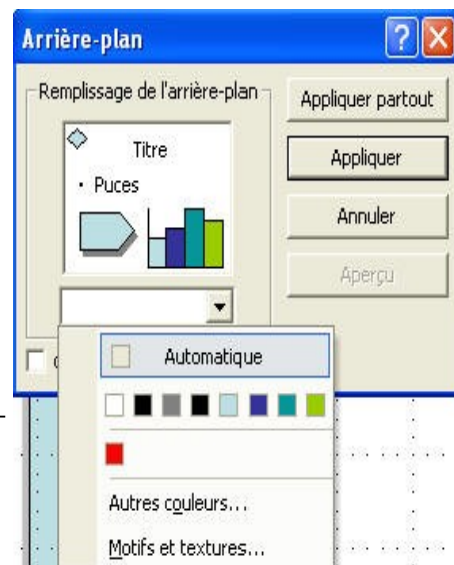 Arrière-plan
Remplissage de l'arrière-plan
Titre
• Puces
Appliquer partout
Appliquer
Annuler
Aperçu
Automatique
Autres couleurs...
Motifs et textures...